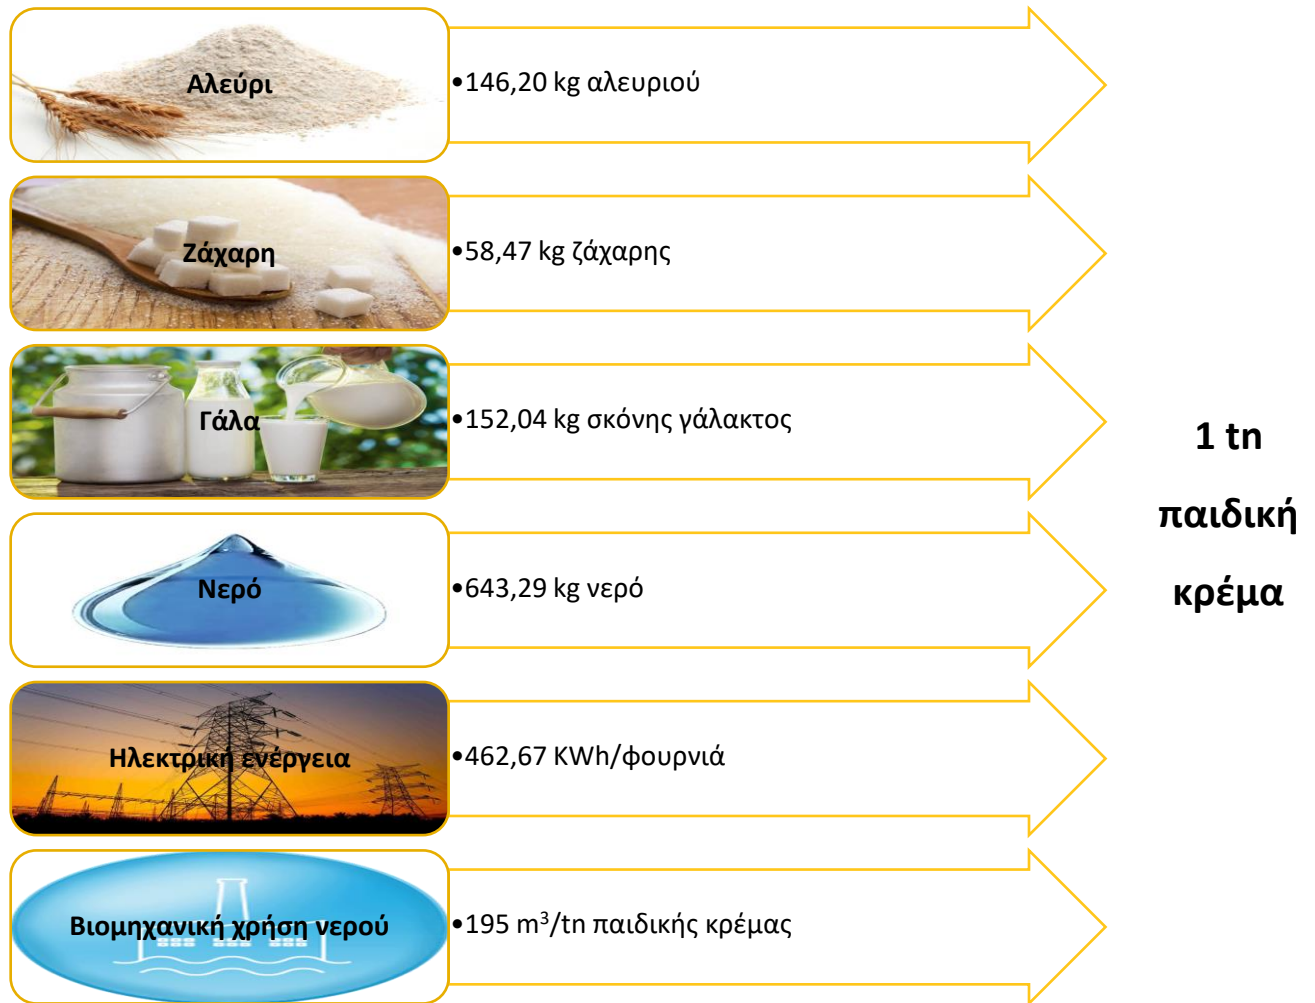 Αλεύρι
•146,20 kg αλευριού
Ζάχαρη
•58,47 kg ζάχαρης
Γάλα
•152,04 kg σκόνης γάλακτος
Νερό
•643,29 kg νερό
Ηλεκτρική ενέργεια
•462,67 KWh/φουρνιά
Βιομηχανική χρήση νερού
•195 m³/tn παιδικής κρέμας
1 tn
παιδική
κρέμα